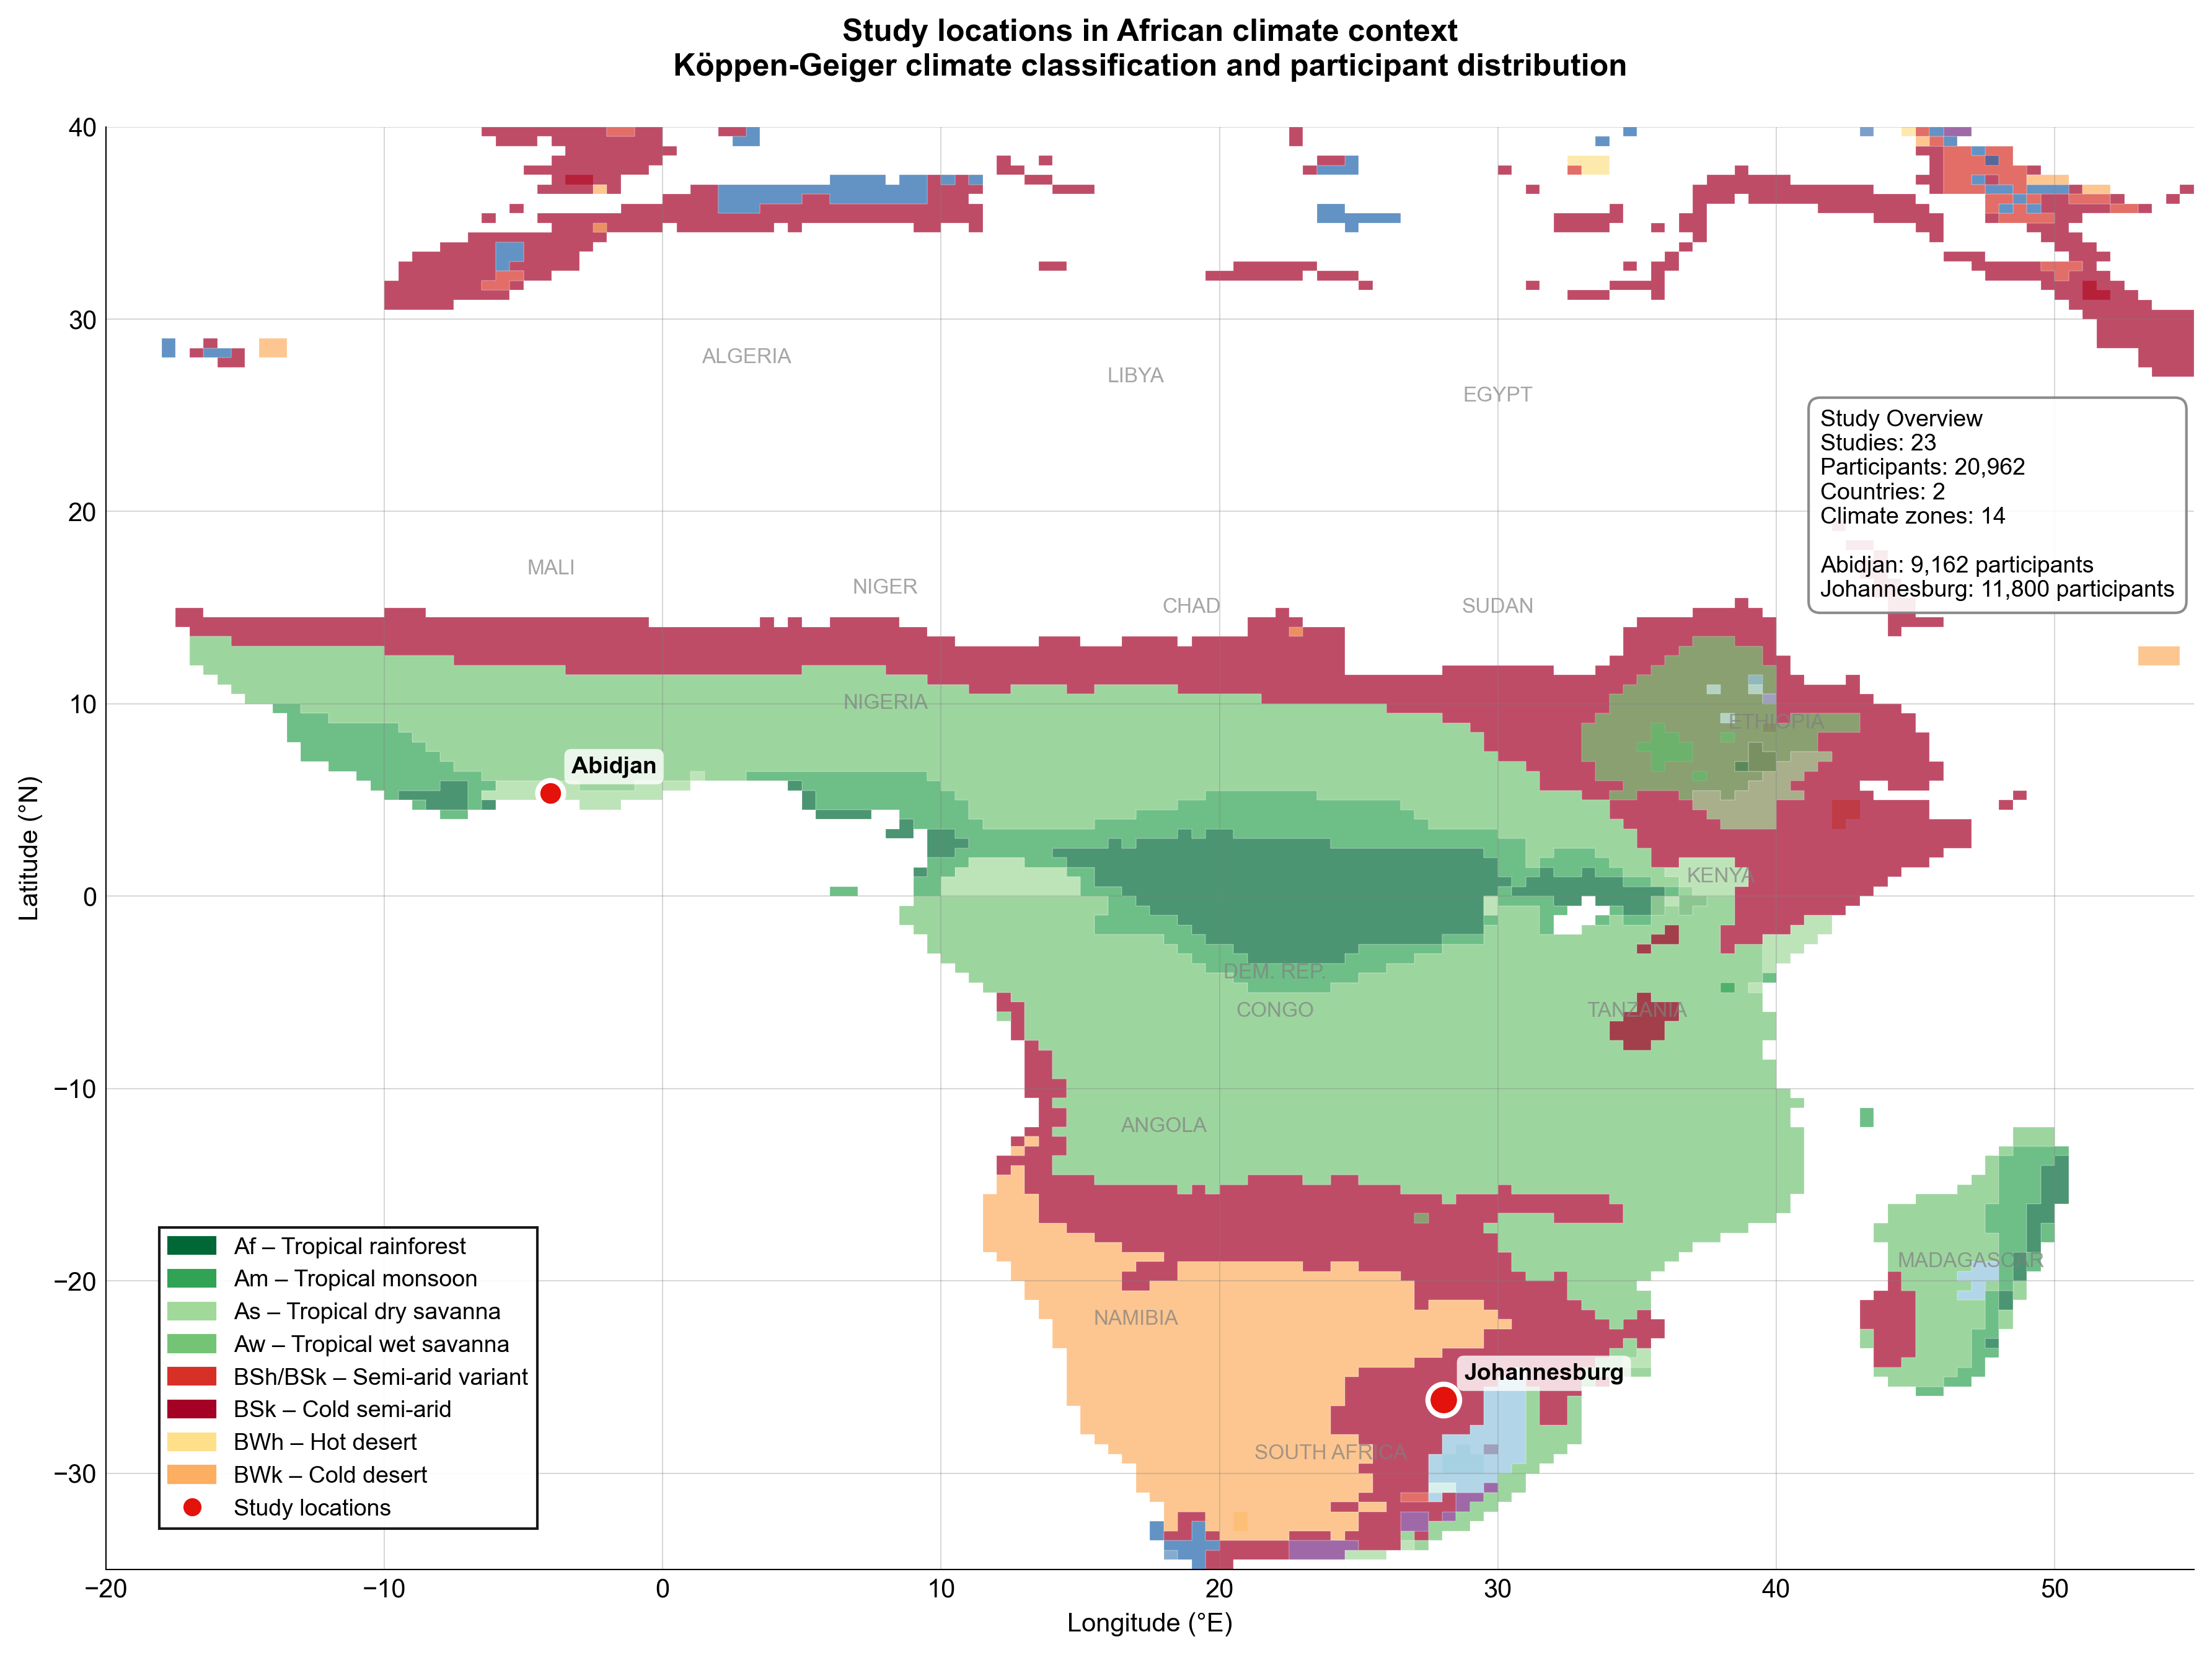 Study locations in African climate context
Köppen-Geiger climate classification and participant distribution
40
30
20
10
0
−10
−20
−30
Latitude (°N)
ALGERIA
LIBYA
EGYPT
Study Overview
Studies: 23
Participants: 20,962
Countries: 2
Climate zones: 14
Abidjan: 9,162 participants
Johannesburg: 11,800 participants
MALI
NIGER
CHAD
SUDAN
NIGERIA
ETHIOPIA
Abidjan
KENYA
DEM. REP.
CONGO
TANZANIA
ANGOLA
MADAGASCAR
NAMIBIA
Johannesburg
SOUTH AFRICA
Af – Tropical rainforest
Am – Tropical monsoon
As – Tropical dry savanna
Aw – Tropical wet savanna
BSh/BSk – Semi-arid variant
BSk – Cold semi-arid
BWh – Hot desert
BWk – Cold desert
Study locations
−20
−10
0
10
20
30
40
50
Longitude (°E)